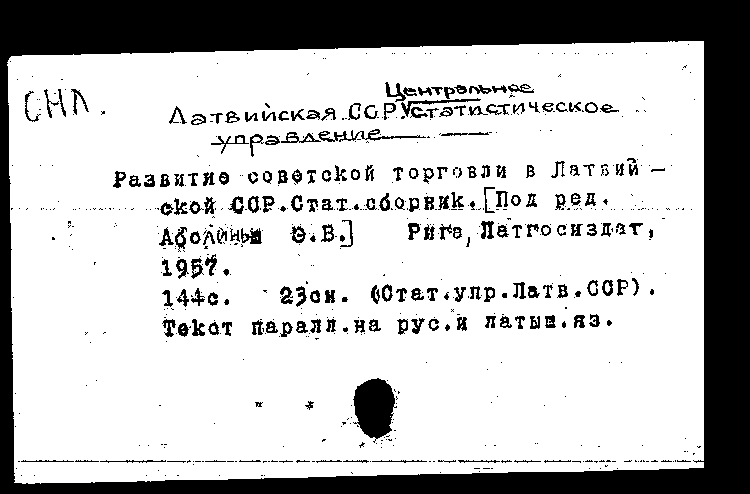 СНЛ.
Центральное
Латвийская ССР Статистическое
управление
Развитие советской торговли в Латвий-
ской ССР.Стат.сборник.[Под ред.
Аболиньш Э.В.] Рига, Латгосиздат,
1957.
144с. 23см. (Стат.упр.Латв.ССР).
Текст паралл.на рус.и латыш.яз.